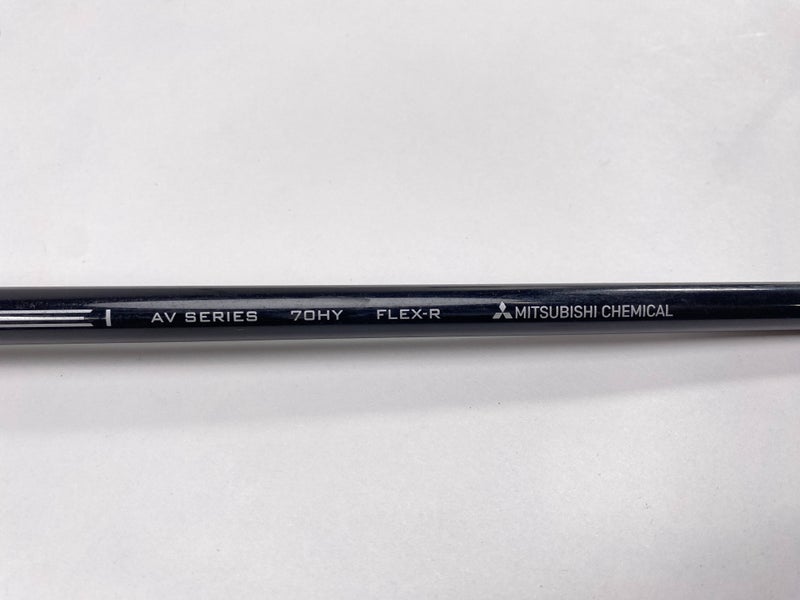 AV SERIES 70HY FLEX-R MITSUBISHI CHEMICAL